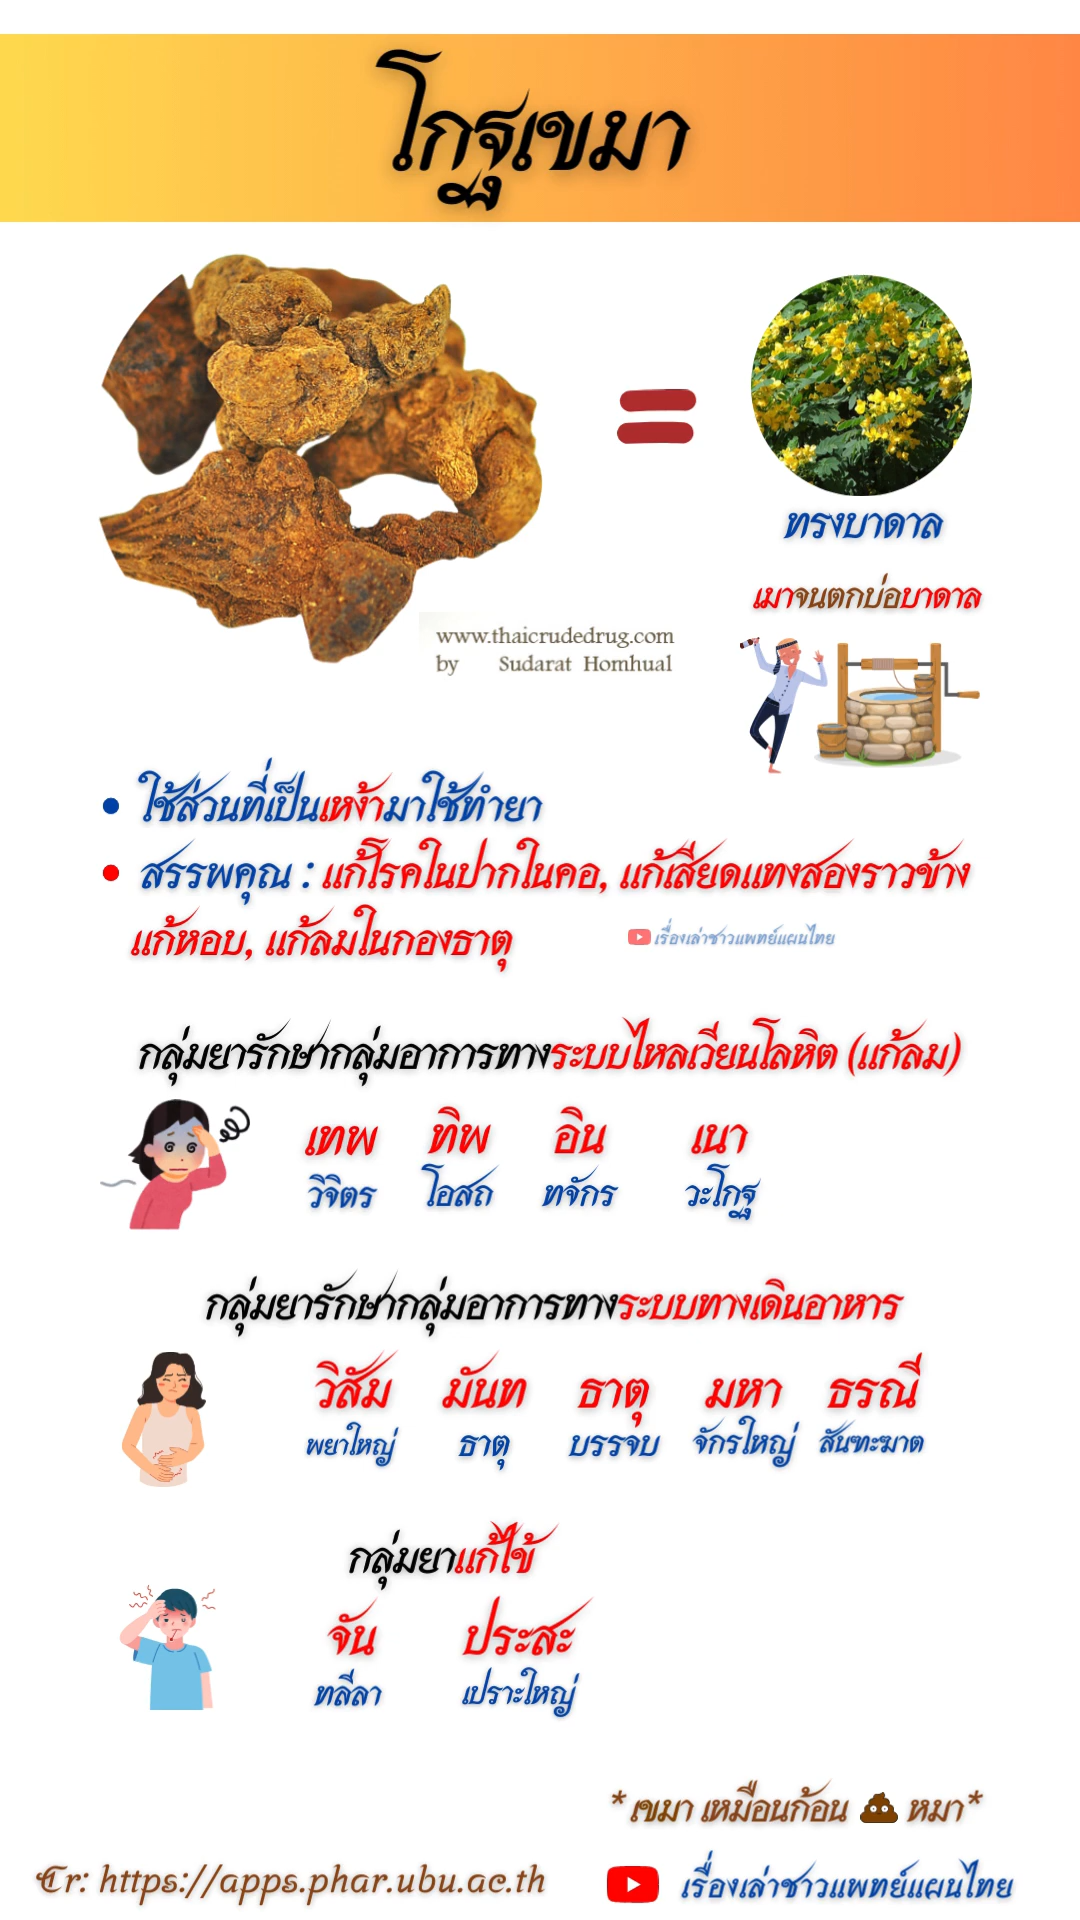 โกฐเขมา
ทรงบาดาล
เมาจนตกบ่อบาดาล
www.thaicrudedrug.com
by Sudarat Homhual
ใช้ส่วนที่เป็นเหง้ามาใช้ทำยา
สรรพคุณ : แก้โรคในปากในคอ, แก้เสียดแทงสองราวข้าง
แก้หอบ, แก้ลมในกองธาตุ
เรื่องเล่าชาวแพทย์แผนไทย
กลุ่มยารักษากลุ่มอาการทางระบบไหลเวียนโลหิต (แก้ลม)
เทพ ทิพ อิน เนา
วิจิตร โอสถ ทจักร วะโกฐ
กลุ่มยารักษากลุ่มอาการทางระบบทางเดินอาหาร
วิสัม มันท ธาตุ มหา ธรณี
พยาใหญ่ ธาตุ บรรจบ จักรใหญ่ สันฑะฆาต
กลุ่มยาแก้ไข้
จัน ประสะ
ทลีลา เปราะใหญ่
*เขมา เหมือนก้อน 💩 หมา*
Cr: https://apps.phar.ubu.ac.th
เรื่องเล่าชาวแพทย์แผนไทย